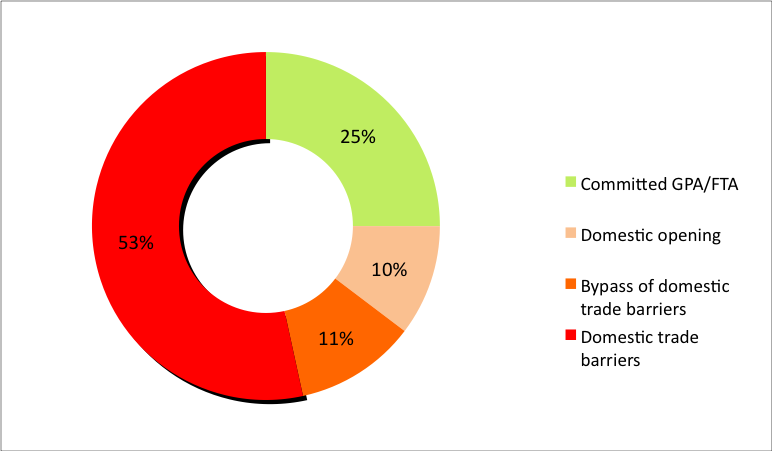 25%
53%
10%
11%
Committed GPA/FTA
Domestic opening
Bypass of domestic
trade barriers
Domestic trade
barriers